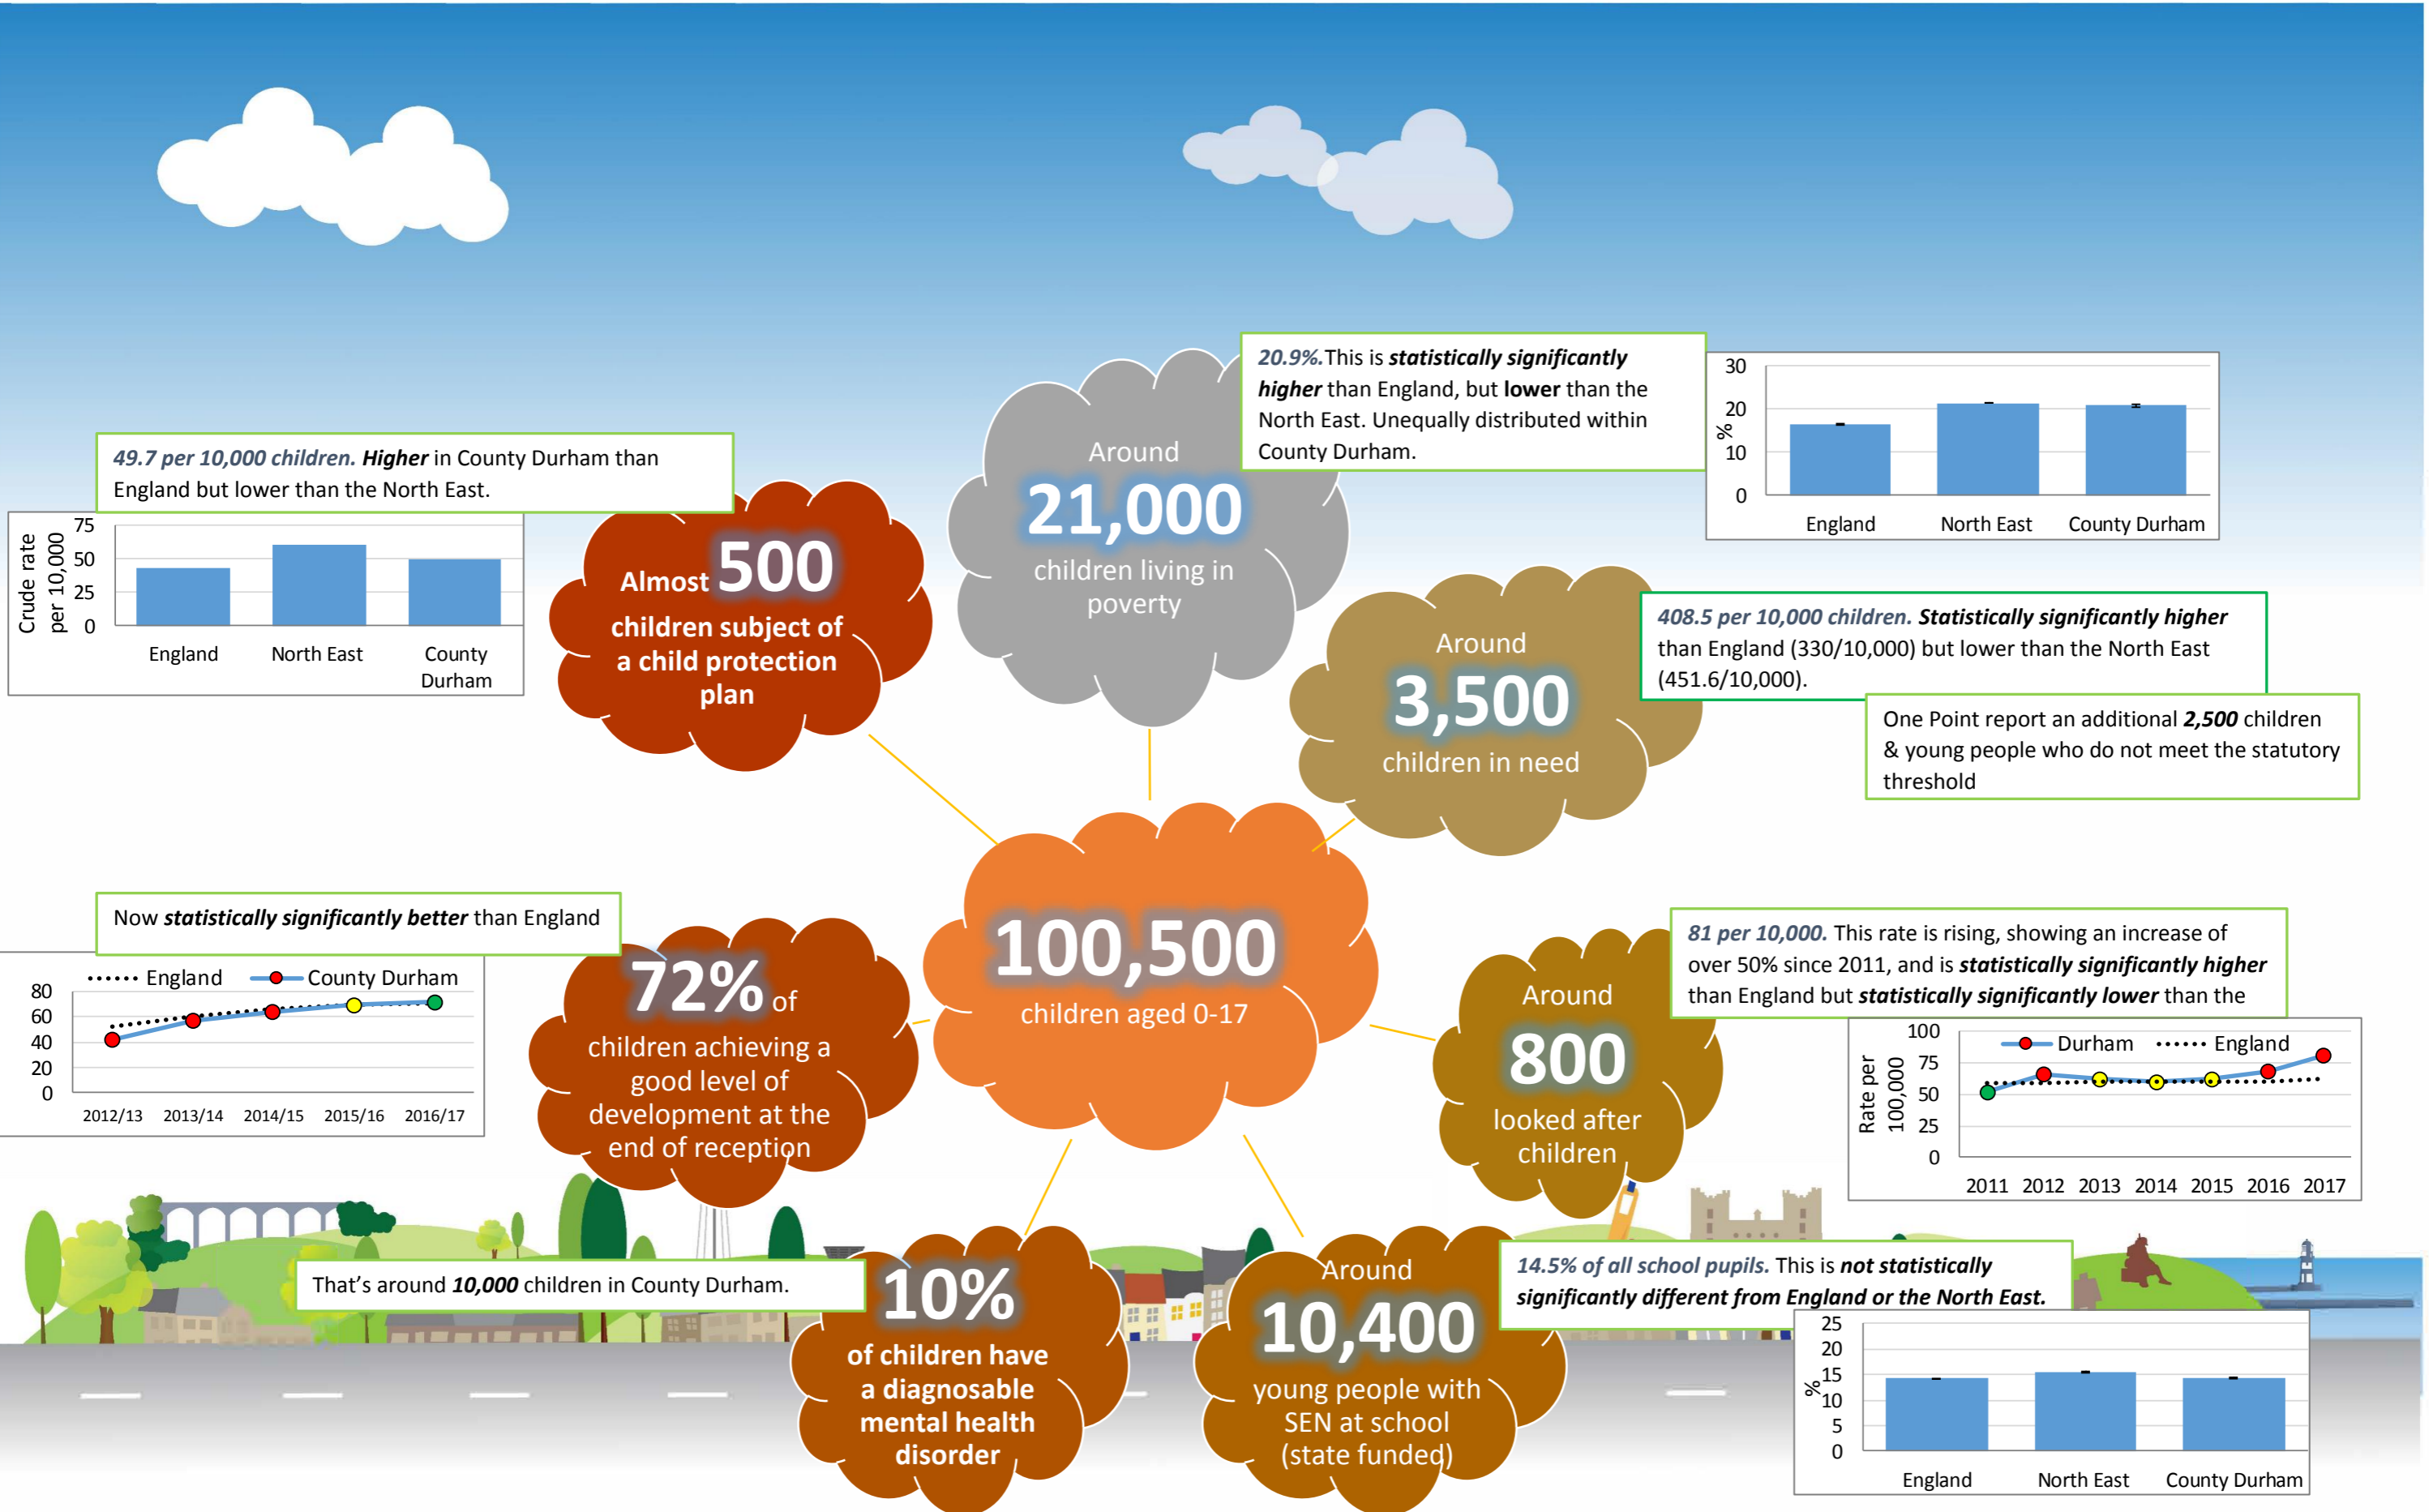 20.9%.This is statistically significantly
higher than England, but lower than the
North East. Unequally distributed within
County Durham.
30
20
10
0
%
England North East County Durham
49.7 per 10,000 children. Higher in County Durham than
England but lower than the North East.
Crude rate
per 10,000
75
50
25
0
England North East County
Durham
Almost 500
children subject of
a child protection
plan
Around
21,000
children living in
poverty
Around
3,500
children in need
408.5 per 10,000 children. Statistically significantly higher
than England (330/10,000) but lower than the North East
(451.6/10,000).
One Point report an additional 2,500 children
& young people who do not meet the statutory
threshold
100,500
children aged 0-17
Now statistically significantly better than England
England County Durham
80
60
40
20
0
2012/13 2013/14 2014/15 2015/16 2016/17
72% of
children achieving a
good level of
development at the
end of reception
Around
800
looked after
children
81 per 10,000. This rate is rising, showing an increase of
over 50% since 2011, and is statistically significantly higher
than England but statistically significantly lower than the
Durham England
Rate per
100,000
100
75
50
25
0
2011 2012 2013 2014 2015 2016 2017
That's around 10,000 children in County Durham.
10%
of children have
a diagnosable
mental health
disorder
Around
10,400
young people with
SEN at school
(state funded)
14.5% of all school pupils. This is not statistically
significantly different from England or the North East.
25
20
15
10
5
0
%
England North East County Durham